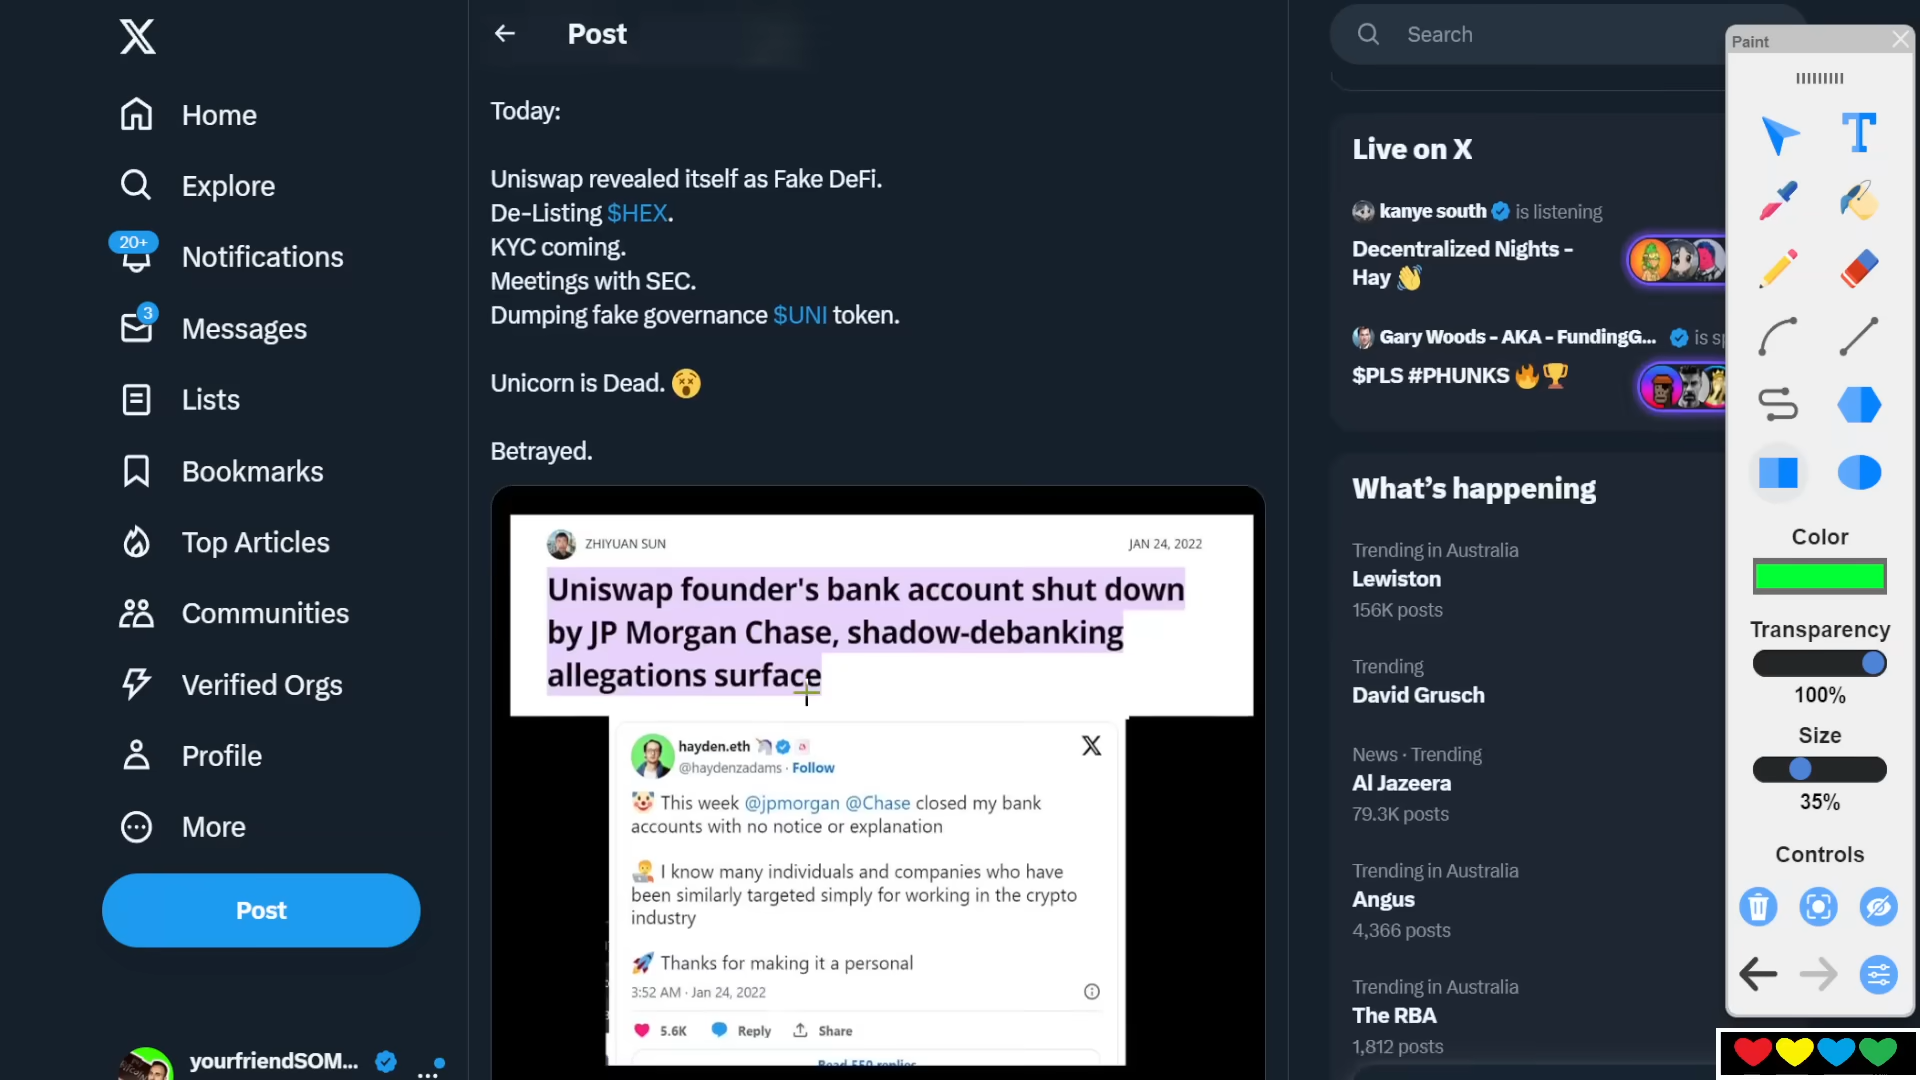 Post
Search
Home
Explore
20+
Notifications
3
Messages
Lists
Bookmarks
Top Articles
Communities
Verified Orgs
Profile
More
Post
yourfriendSOM...
Today:
Uniswap revealed itself as Fake DeFi.
De-Listing $HEX.
KYC coming.
Meetings with SEC.
Dumping fake governance $UNI token.
Unicorn is Dead. 😵
Betrayed.
ZHIYUAN SUN
JAN 24, 2022
Uniswap founder's bank account shut down
by JP Morgan Chase, shadow-debanking
allegations surface
hayden.eth 🦄
@haydenzadams · Follow
🤡 This week @jpmorgan @Chase closed my bank
accounts with no notice or explanation
👨‍💻 I know many individuals and companies who have
been similarly targeted simply for working in the crypto
industry
🚀 Thanks for making it a personal
3:52 AM · Jan 24, 2022
5.6K Reply Share
Read 559 replies
Live on X
kanye south is listening
Decentralized Nights -
Hay 👋
Gary Woods - AKA - FundingG... is sp
$PLS #PHUNKS 🔥🏆
What's happening
Trending in Australia
Lewiston
156K posts
Trending
David Grusch
News · Trending
Al Jazeera
79.3K posts
Trending in Australia
Angus
4,366 posts
Trending in Australia
The RBA
1,812 posts
Paint
Color
Transparency
100%
Size
35%
Controls